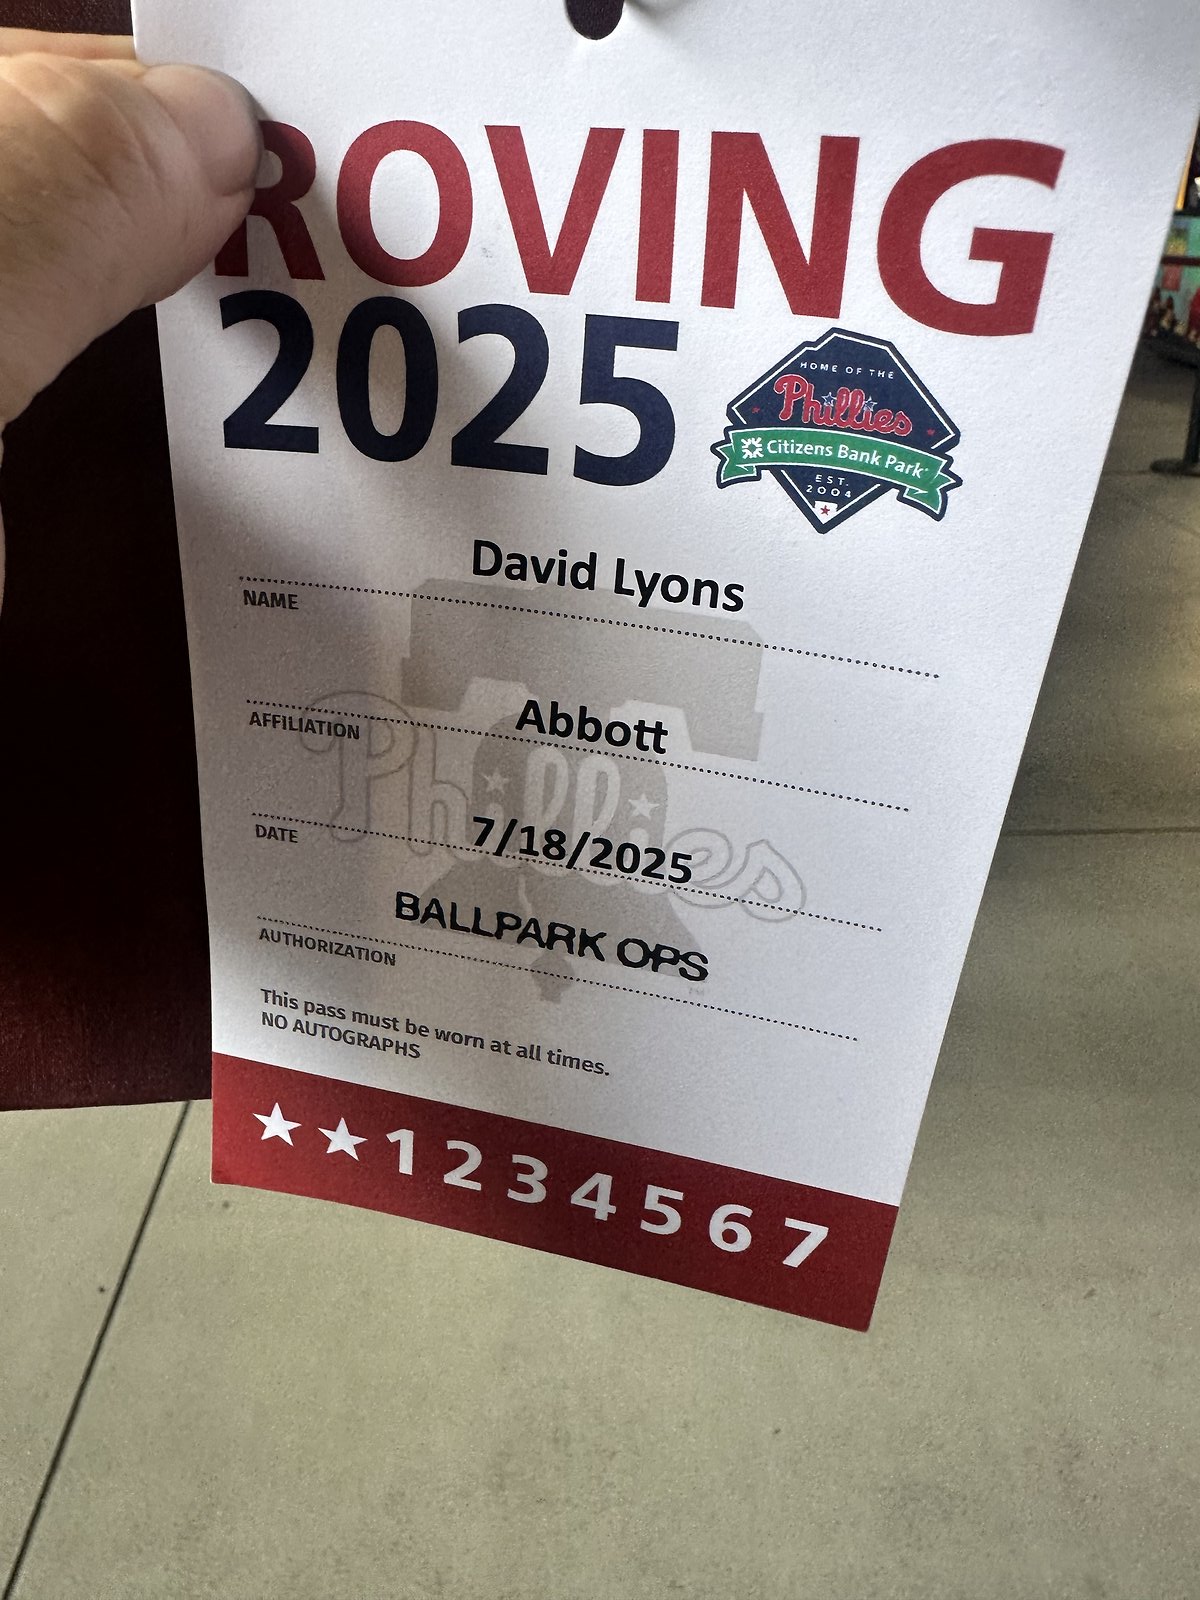 ROVING
2025
HOME OF THE
Phillies
Citizens Bank Park
EST.
2004
David Lyons
NAME
Abbott
AFFILIATION
Phillies
7/18/2025
DATE
BALLPARK OPS
AUTHORIZATION
This pass must be worn at all times.
NO AUTOGRAPHS
★★1234567